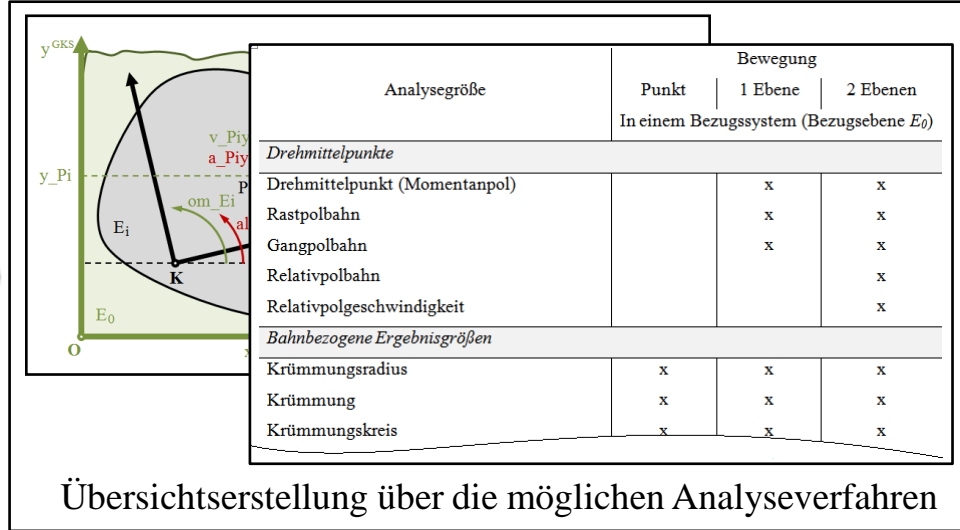 y^GKS
v_Piy
a_Piy
y_Pi
P
om_Ei
al
E_i
K
E_0
O
x
Bewegung
Analysegröße Punkt 1 Ebene 2 Ebenen
In einem Bezugssystem (Bezugsebene E_0)
Drehmittelpunkte
Drehmittelpunkt (Momentanpol) x x
Rastpolbahn x x
Gangpolbahn x x
Relativpolbahn x
Relativpolgeschwindigkeit x
Bahnbezogene Ergebnisgrößen
Krümmungsradius x x x
Krümmung x x x
Krümmungskreis x x x
Übersichtserstellung über die möglichen Analyseverfahren